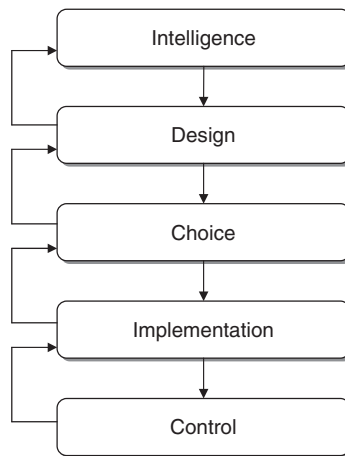 Intelligence
Design
Choice
Implementation
Control